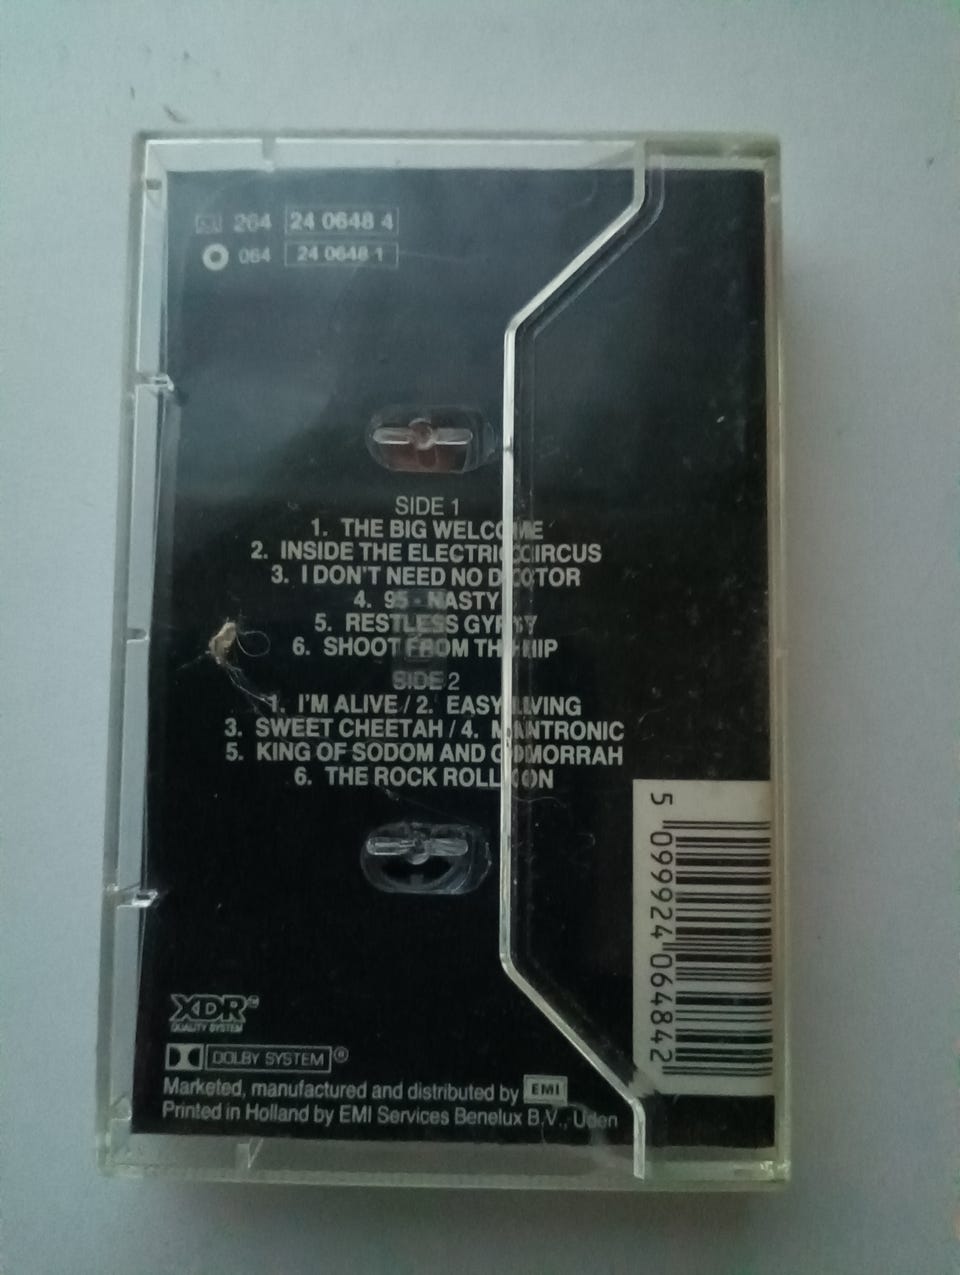 264 24 0648 4
064 24 0648 1
SIDE 1
1. THE BIG WELCOME
2. INSIDE THE ELECTRIC CIRCUS
3. I DON'T NEED NO DOCTOR
4. 95 - NASTY
5. RESTLESS GYPSY
6. SHOOT FROM THE HIP
SIDE 2
1. I'M ALIVE / 2. EASY LIVING
3. SWEET CHEETAH / 4. MANTRONIC
5. KING OF SODOM AND GOMORRAH
6. THE ROCK ROLLS ON
5 099924 064842
XDR
QUALITY SYSTEM
DOLBY SYSTEM®
Marketed, manufactured and distributed by EMI
Printed in Holland by EMI Services Benelux B.V., Uden